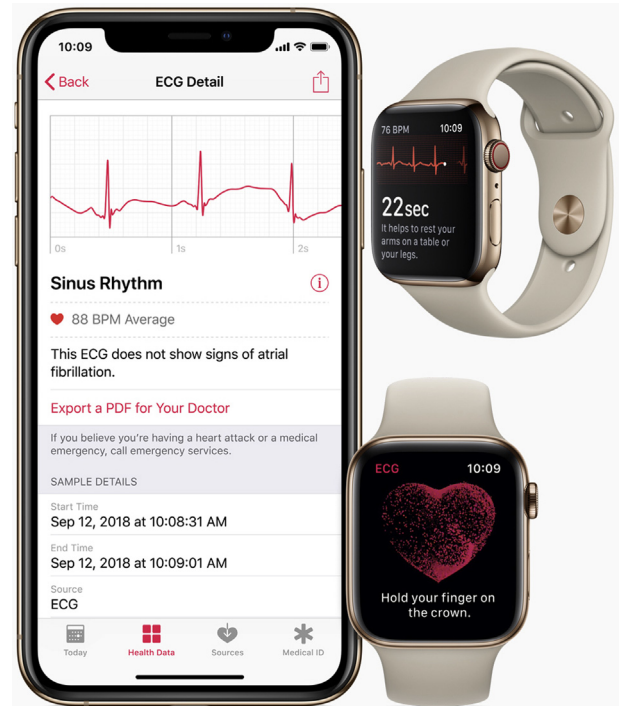 10:09
Back
ECG Detail
0s
1s
2s
Sinus Rhythm
88 BPM Average
This ECG does not show signs of atrial
fibrillation.
Export a PDF for Your Doctor
If you believe you're having a heart attack or a medical
emergency, call emergency services.
SAMPLE DETAILS
Start Time
Sep 12, 2018 at 10:08:31 AM
End Time
Sep 12, 2018 at 10:09:01 AM
Source
ECG
Today
Health Data
Sources
Medical ID
76 BPM
10:09
22sec
It helps to rest your
arms on a table or
your legs.
ECG
10:09
Hold your finger on
the crown.